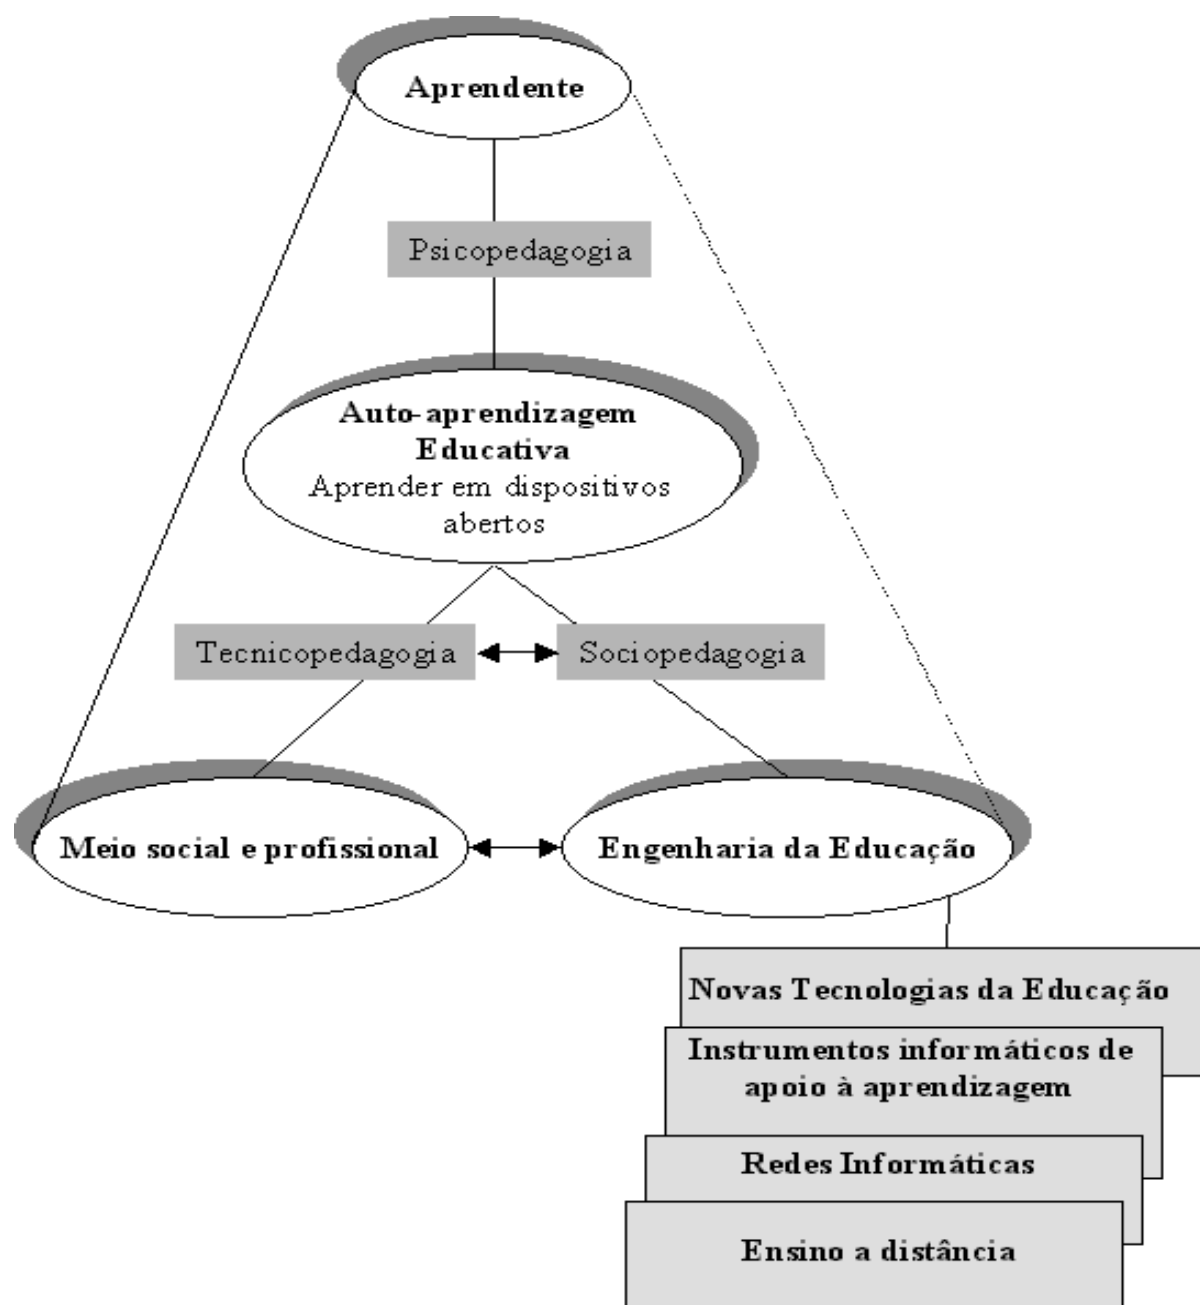 Aprendente
Psicopedagogia
Auto-aprendizagem
Educativa
Aprender em dispositivos
abertos
Tecnicopedagogia
Sociopedagogia
Meio social e profissional
Engenharia da Educação
Novas Tecnologias da Educação
Instrumentos informáticos de
apoio à aprendizagem
Redes Informáticas
Ensino a distância